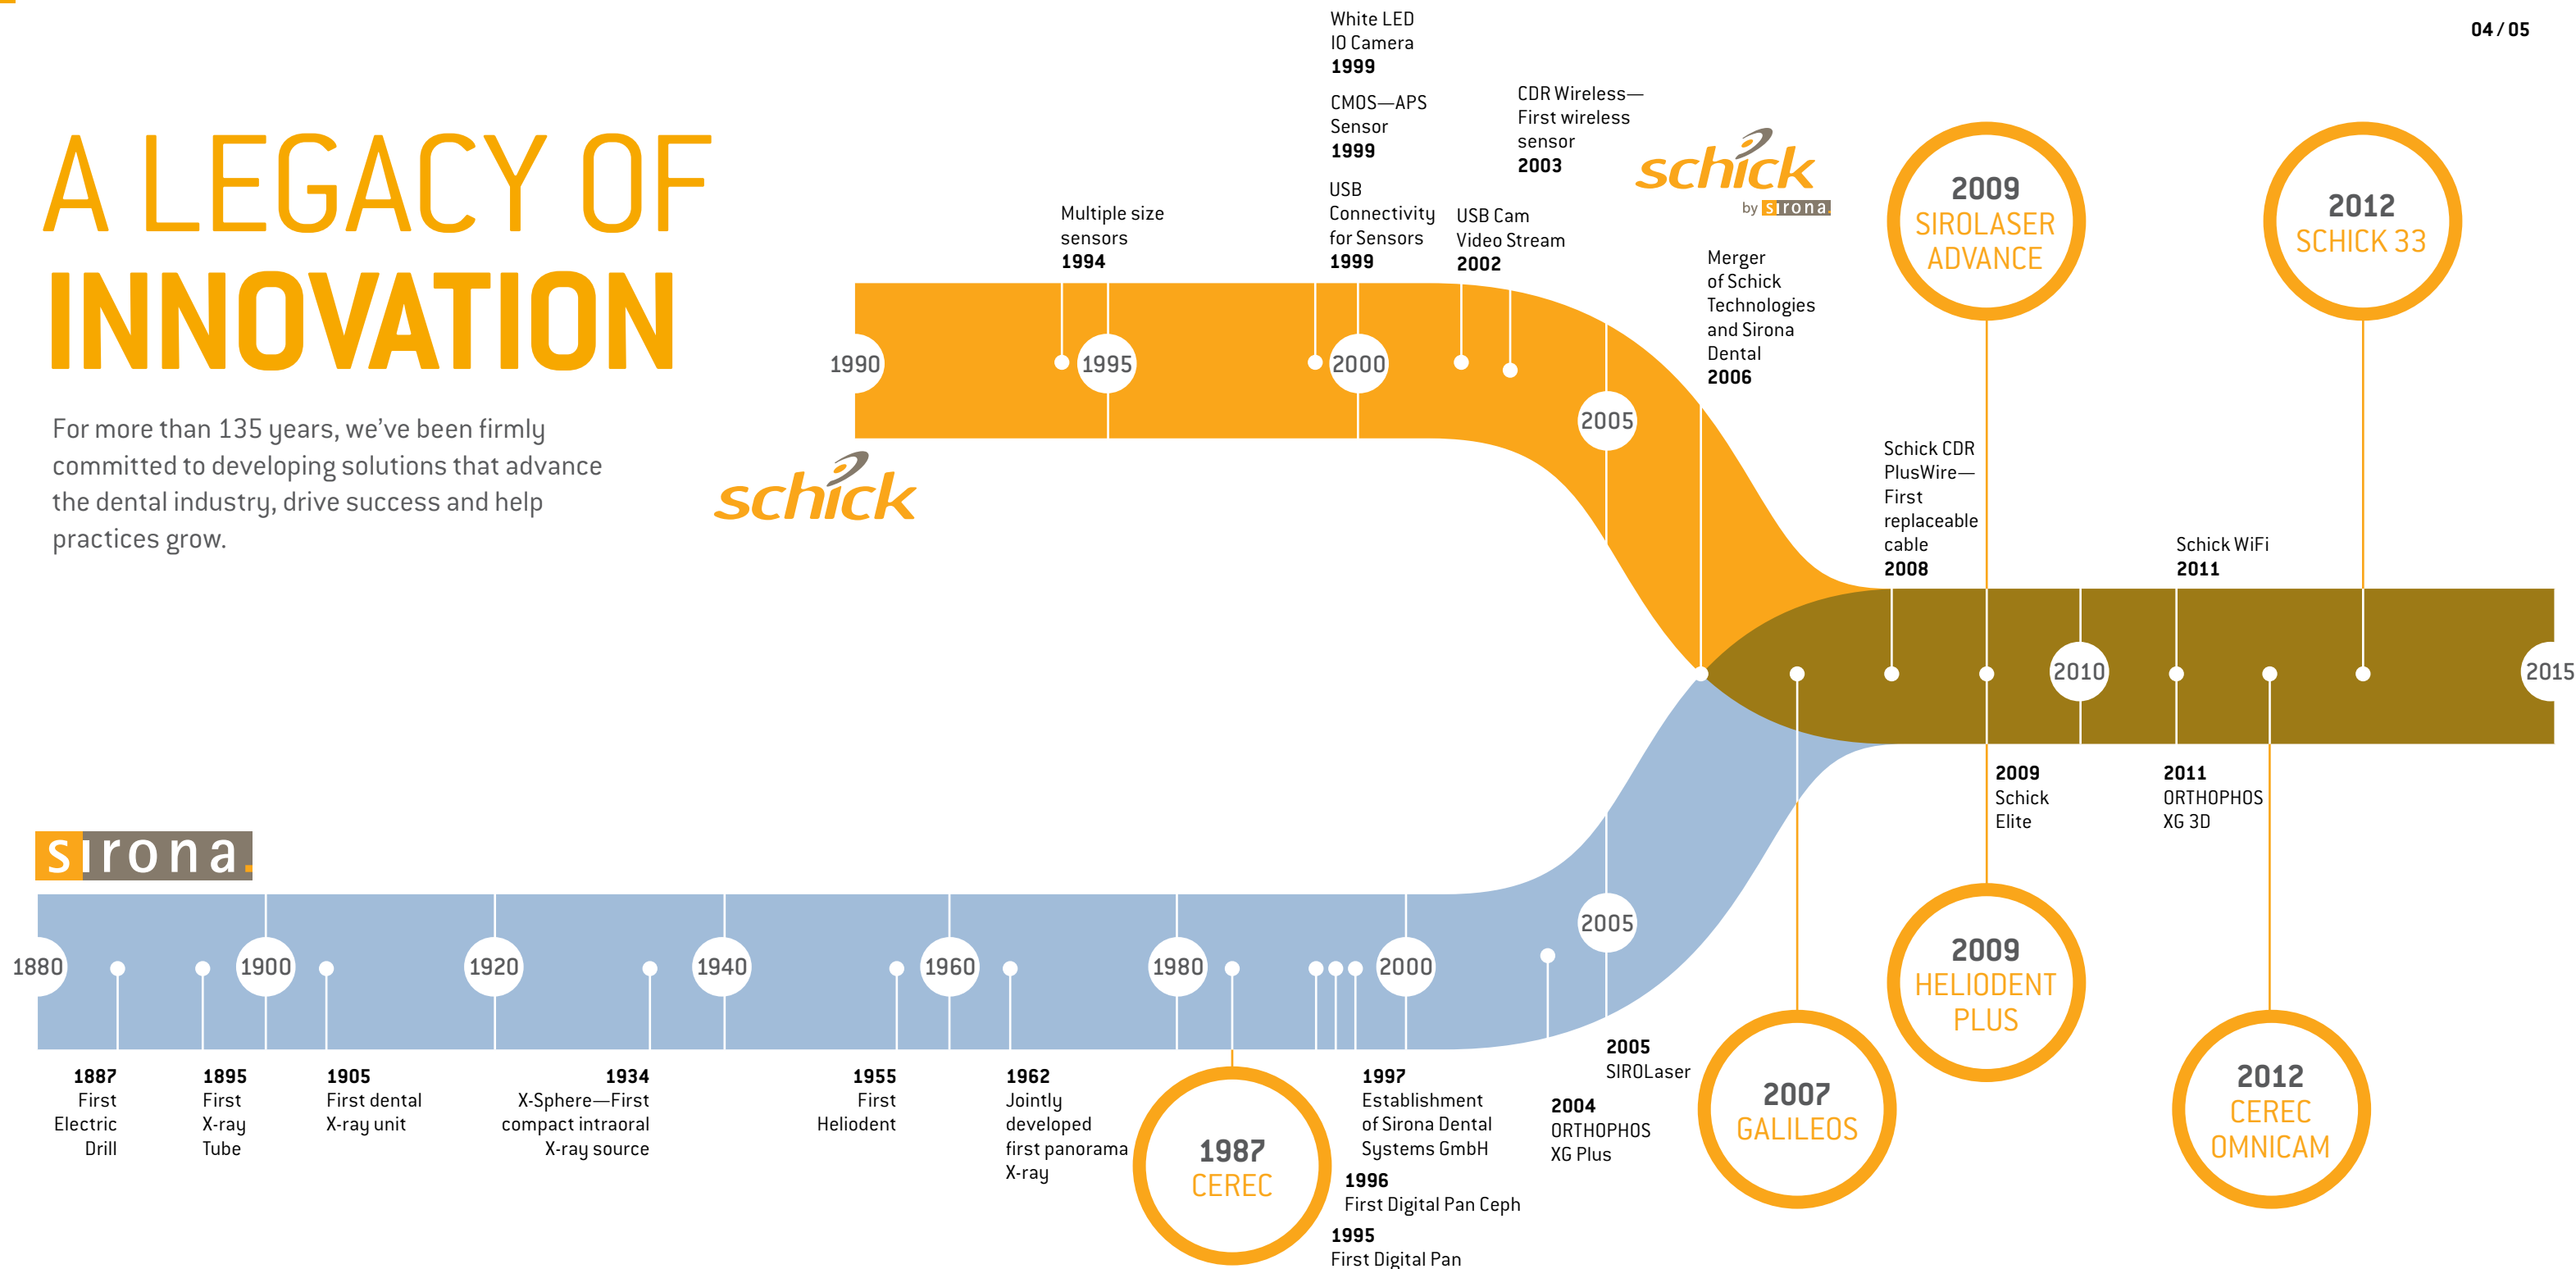 04 / 05
A LEGACY OF
INNOVATION
For more than 135 years, we’ve been firmly
committed to developing solutions that advance
the dental industry, drive success and help
practices grow.
schick
1990
Multiple size
sensors
1994
1995
White LED
IO Camera
1999
CMOS—APS
Sensor
1999
USB
Connectivity
for Sensors
1999
2000
USB Cam
Video Stream
2002
CDR Wireless—
First wireless
sensor
2003
2005
schick
by sirona.
Merger
of Schick
Technologies
and Sirona
Dental
2006
Schick CDR
PlusWire—
First
replaceable
cable
2008
2009
SIROLASER
ADVANCE
2010
Schick WiFi
2011
2012
SCHICK 33
2015
sirona.
1880
1887
First
Electric
Drill
1895
First
X-ray
Tube
1900
1905
First dental
X-ray unit
1920
1934
X-Sphere—First
compact intraoral
X-ray source
1940
1955
First
Heliodent
1960
1962
Jointly
developed
first panorama
X-ray
1980
1987
CEREC
1997
Establishment
of Sirona Dental
Systems GmbH
1996
First Digital Pan Ceph
1995
First Digital Pan
2000
2004
ORTHOPHOS
XG Plus
2005
2005
SIROLaser
2007
GALILEOS
2009
Schick
Elite
2009
HELIODENT
PLUS
2011
ORTHOPHOS
XG 3D
2012
CEREC
OMNICAM